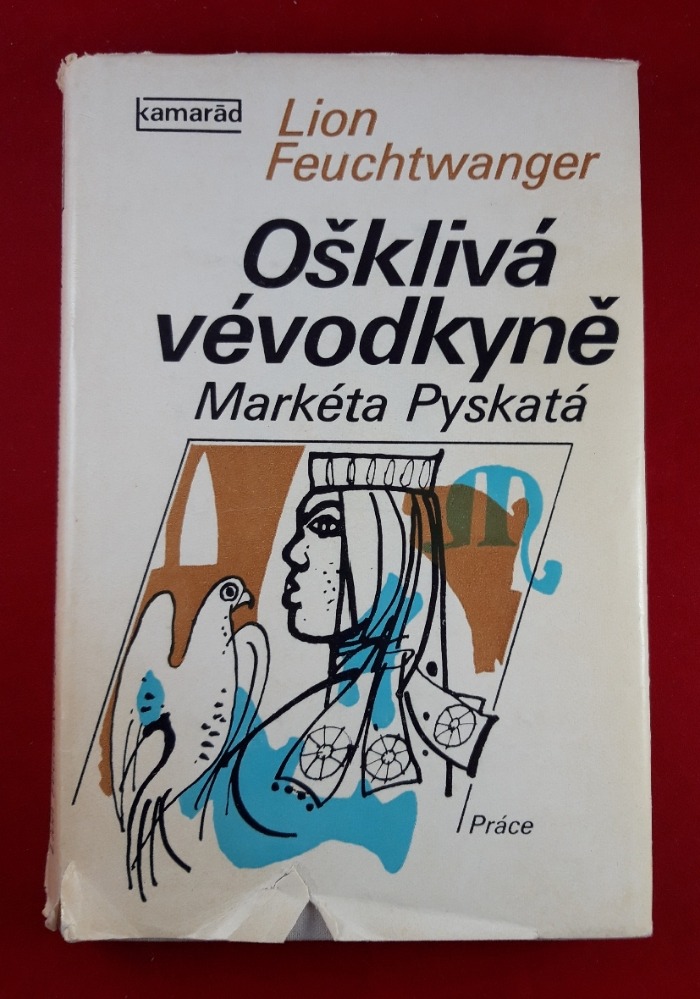 kamarád
Lion
Feuchtwanger
Ošklivá
vévodkyně
Markéta Pyskatá
m
Práce